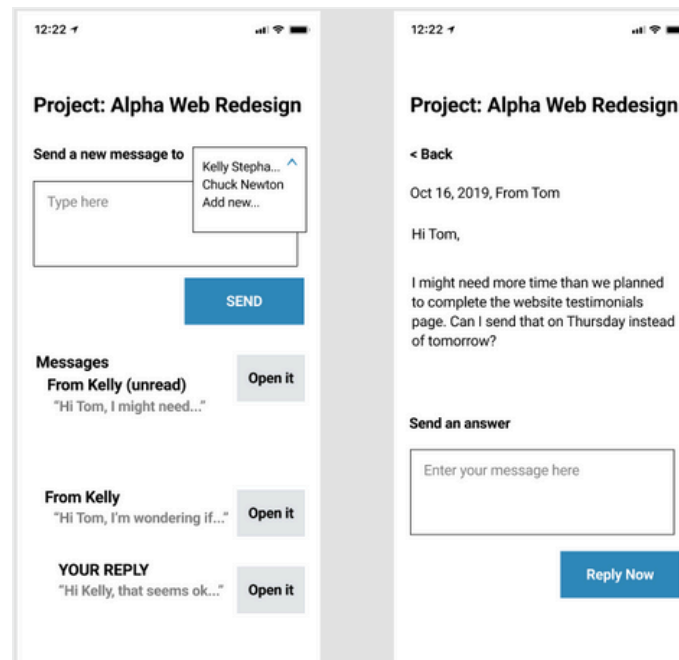 12:22
Project: Alpha Web Redesign
Send a new message to
Kelly Stepha...
Chuck Newton
Add new...
Type here
SEND
Messages
From Kelly (unread)
"Hi Tom, I might need..."
Open it
From Kelly
"Hi Tom, I'm wondering if..."
Open it
YOUR REPLY
"Hi Kelly, that seems ok..."
Open it
12:22
Project: Alpha Web Redesign
< Back
Oct 16, 2019, From Tom
Hi Tom,
I might need more time than we planned
to complete the website testimonials
page. Can I send that on Thursday instead
of tomorrow?
Send an answer
Enter your message here
Reply Now